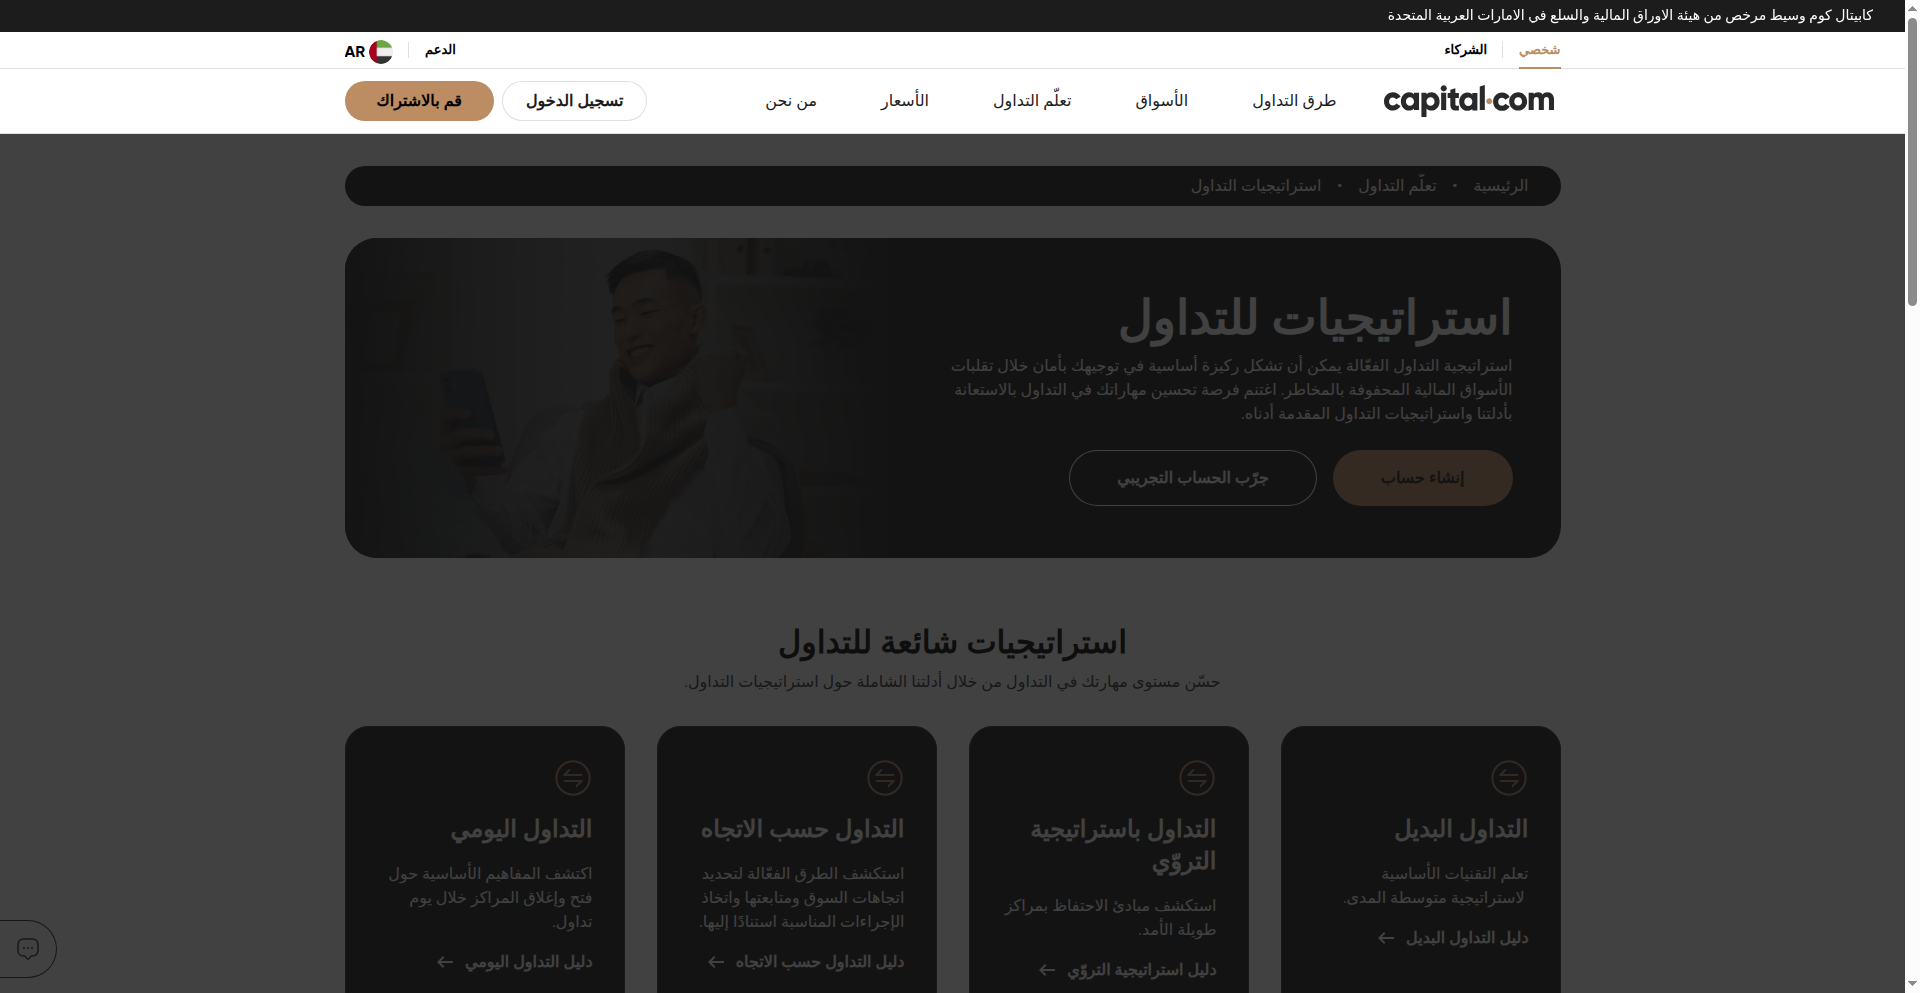 كابيتال كوم وسيط مرخص من هيئة الاوراق المالية والسلع في الامارات العربية المتحدة
شخصي
الشركاء
الدعم
AR
capital.com
طرق التداول
الأسواق
تعلّم التداول
الأسعار
من نحن
تسجيل الدخول
قم بالاشتراك
الرئيسية • تعلّم التداول • استراتيجيات التداول
استراتيجيات للتداول
استراتيجية التداول الفعّالة يمكن أن تشكل ركيزة أساسية في توجيهك بأمان خلال تقلبات
الأسواق المالية المحفوفة بالمخاطر. اغتنم فرصة تحسين مهاراتك في التداول بالاستعانة
بأدلتنا واستراتيجيات التداول المقدمة أدناه.
إنشاء حساب
جرّب الحساب التجريبي
استراتيجيات شائعة للتداول
حسّن مستوى مهارتك في التداول من خلال أدلتنا الشاملة حول استراتيجيات التداول.
التداول البديل
تعلم التقنيات الأساسية
لاستراتيجية متوسطة المدى.
دليل التداول البديل
التداول باستراتيجية
التروّي
استكشف مبادئ الاحتفاظ بمراكز
طويلة الأمد.
دليل استراتيجية التروّي
التداول حسب الاتجاه
استكشف الطرق الفعّالة لتحديد
اتجاهات السوق ومتابعتها واتخاذ
الإجراءات المناسبة استنادًا إليها.
دليل التداول حسب الاتجاه
التداول اليومي
اكتشف المفاهيم الأساسية حول
فتح وإغلاق المراكز خلال يوم
تداول.
دليل التداول اليومي